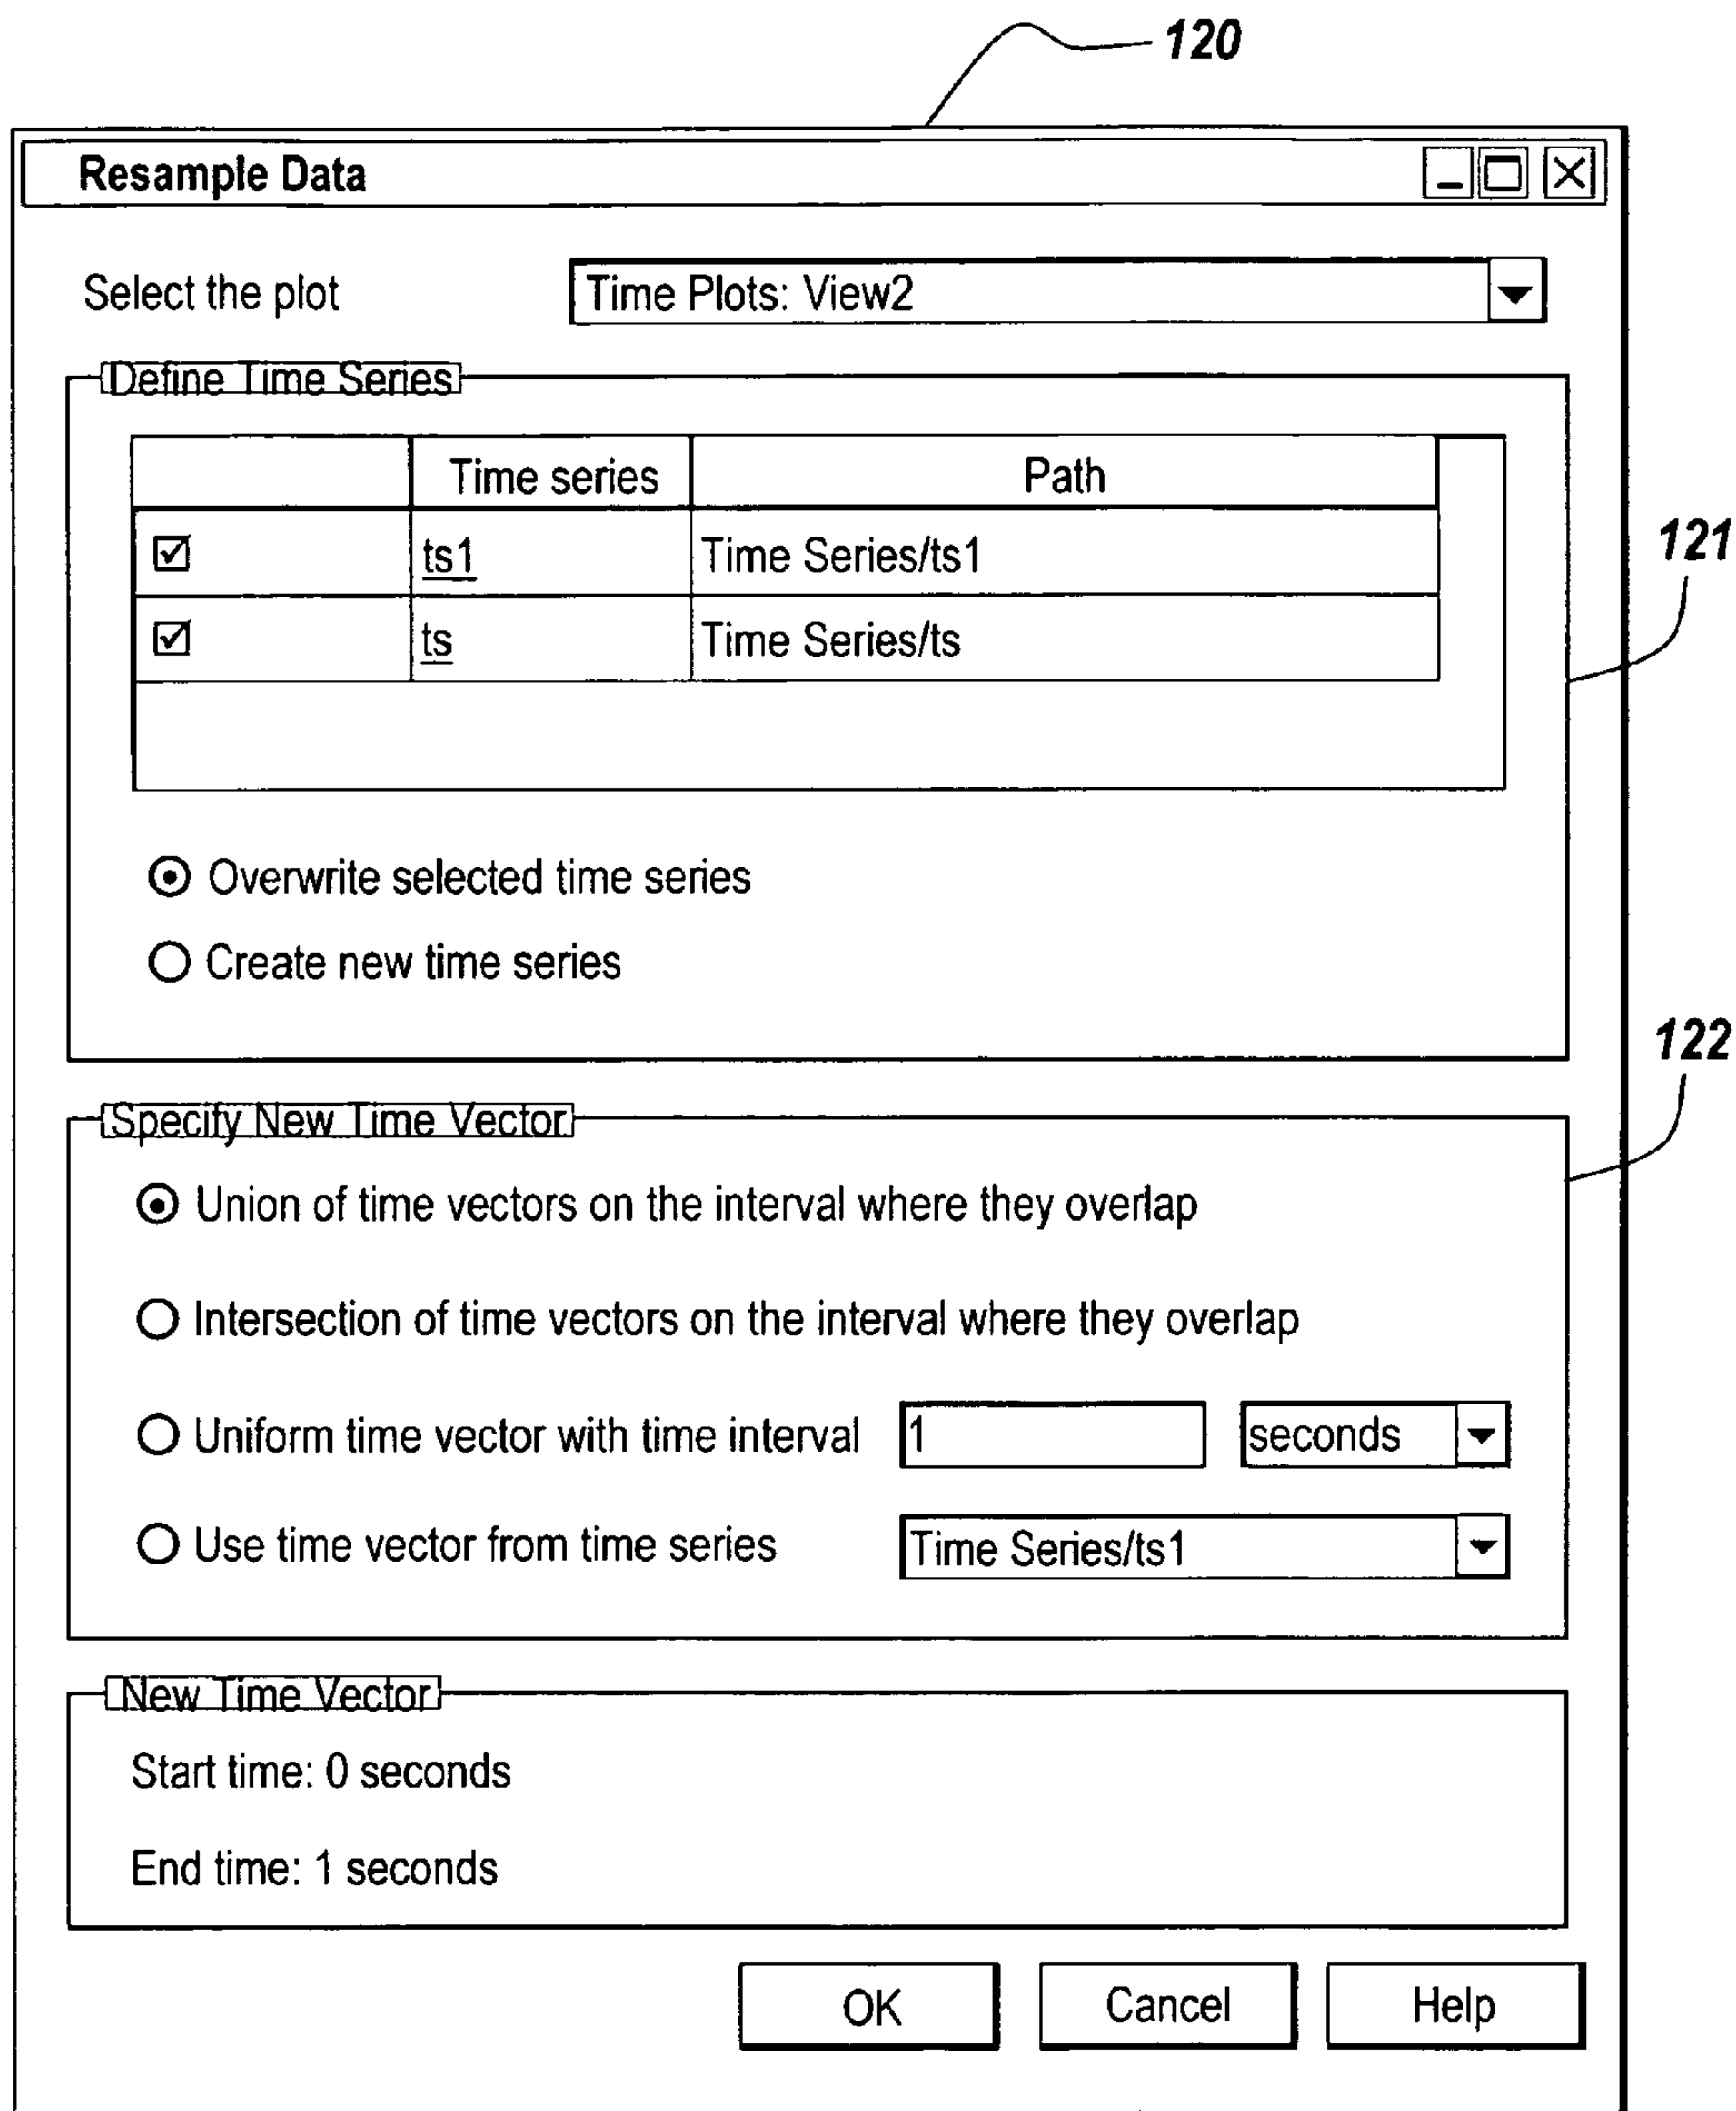 120
Resample Data
Select the plot Time Plots: View2
Define Time Series
Time series Path
ts1 Time Series/ts1
121
ts Time Series/ts
Overwrite selected time series
Create new time series
122
Specify New Time Vector
Union of time vectors on the interval where they overlap
Intersection of time vectors on the interval where they overlap
Uniform time vector with time interval 1 seconds
Use time vector from time series Time Series/ts1
New Time Vector
Start time: 0 seconds
End time: 1 seconds
OK Cancel Help